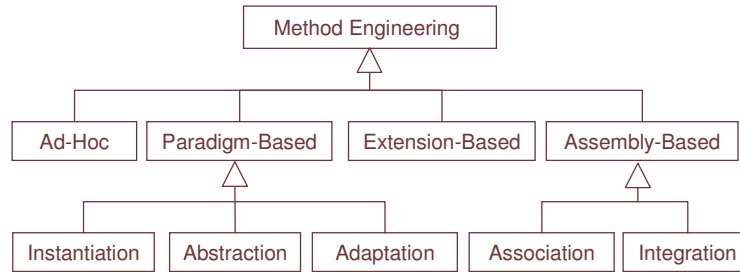 Method Engineering
Ad-Hoc
Paradigm-Based
Extension-Based
Assembly-Based
Instantiation
Abstraction
Adaptation
Association
Integration